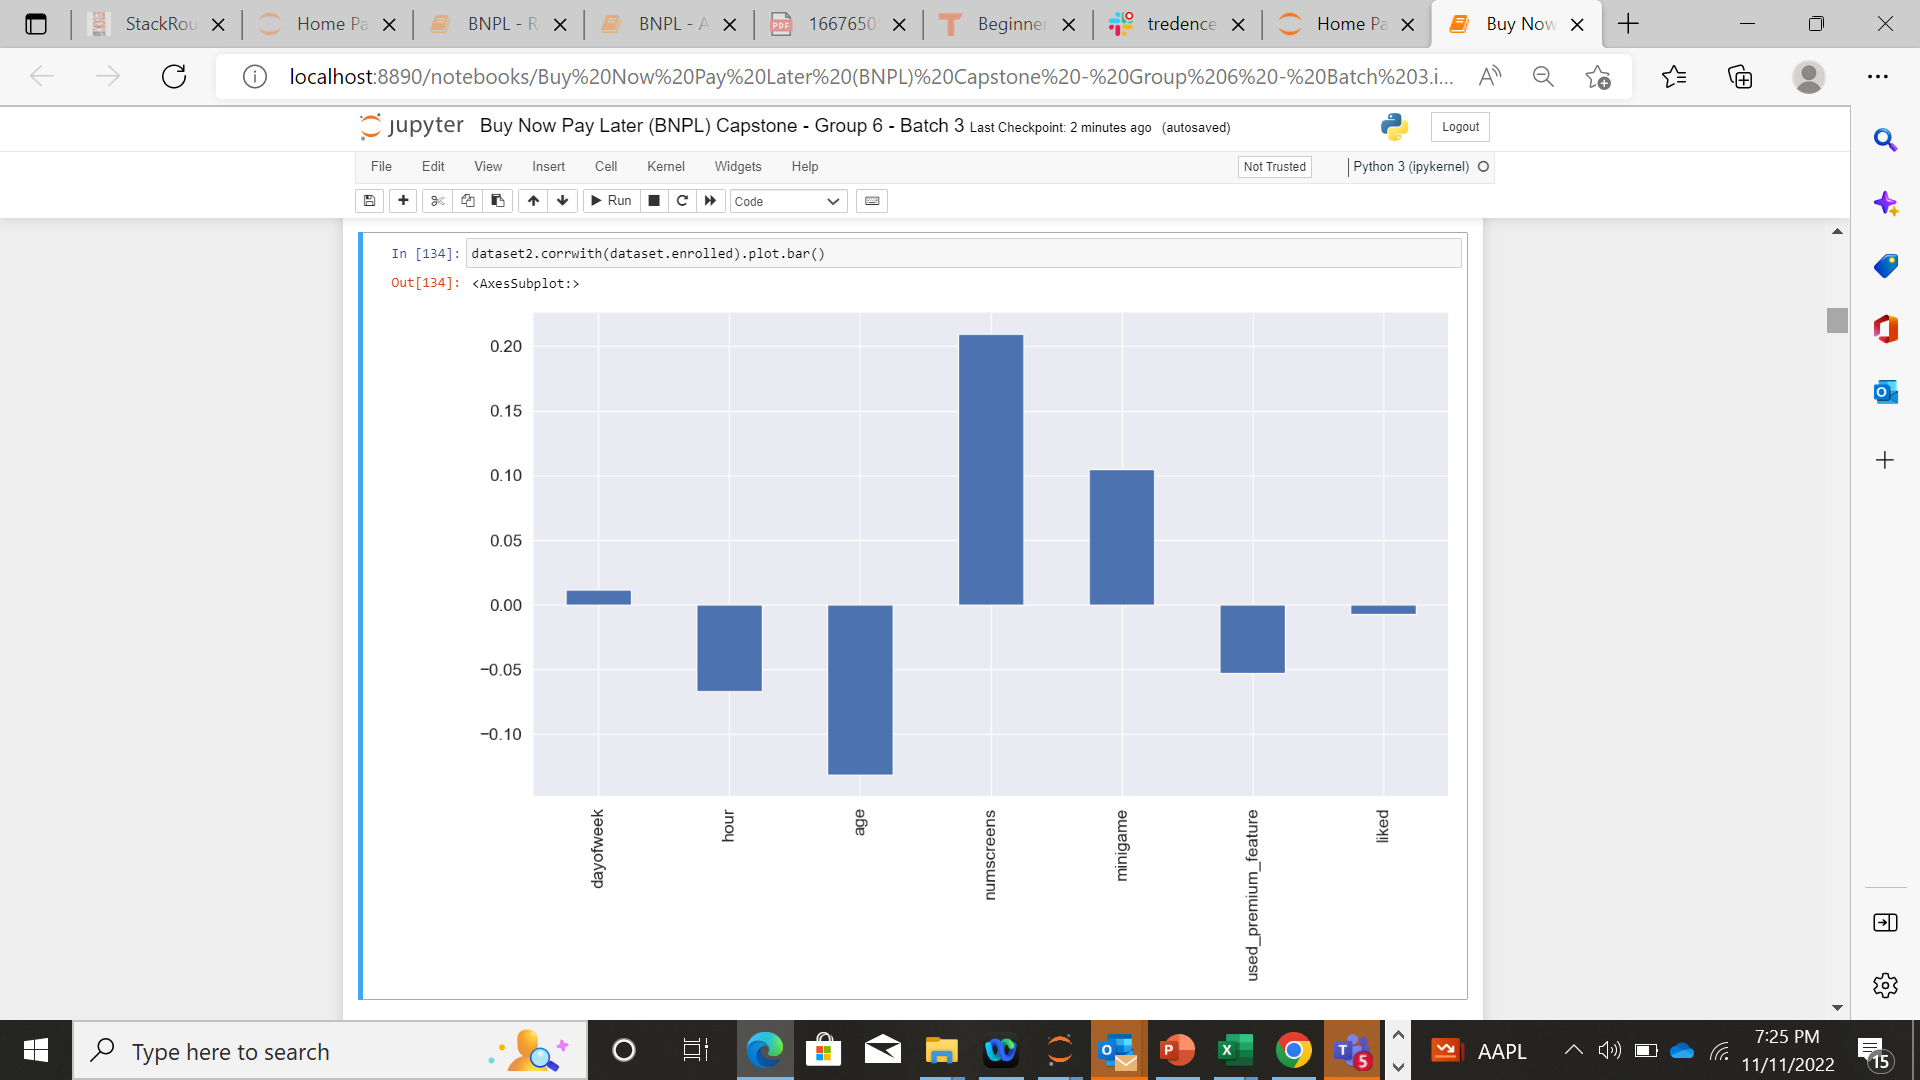 StackRou
Home Pa
BNPL - R
BNPL - A
1667650
Beginner
tredence
Home Pa
Buy Now
localhost:8890/notebooks/Buy%20Now%20Pay%20Later%20(BNPL)%20Capstone%20-%20Group%206%20-%20Batch%203.i...
jupyter Buy Now Pay Later (BNPL) Capstone - Group 6 - Batch 3 Last Checkpoint: 2 minutes ago (autosaved)
Logout
File Edit View Insert Cell Kernel Widgets Help
Not Trusted
Python 3 (ipykernel)
Run
Code
In [134]: dataset2.corrwith(dataset.enrolled).plot.bar()
Out[134]: <AxesSubplot:>
0.20
0.15
0.10
0.05
0.00
−0.05
−0.10
dayofweek
hour
age
numscreens
minigame
used_premium_feature
liked
Type here to search
5
AAPL
7:25 PM
11/11/2022
15